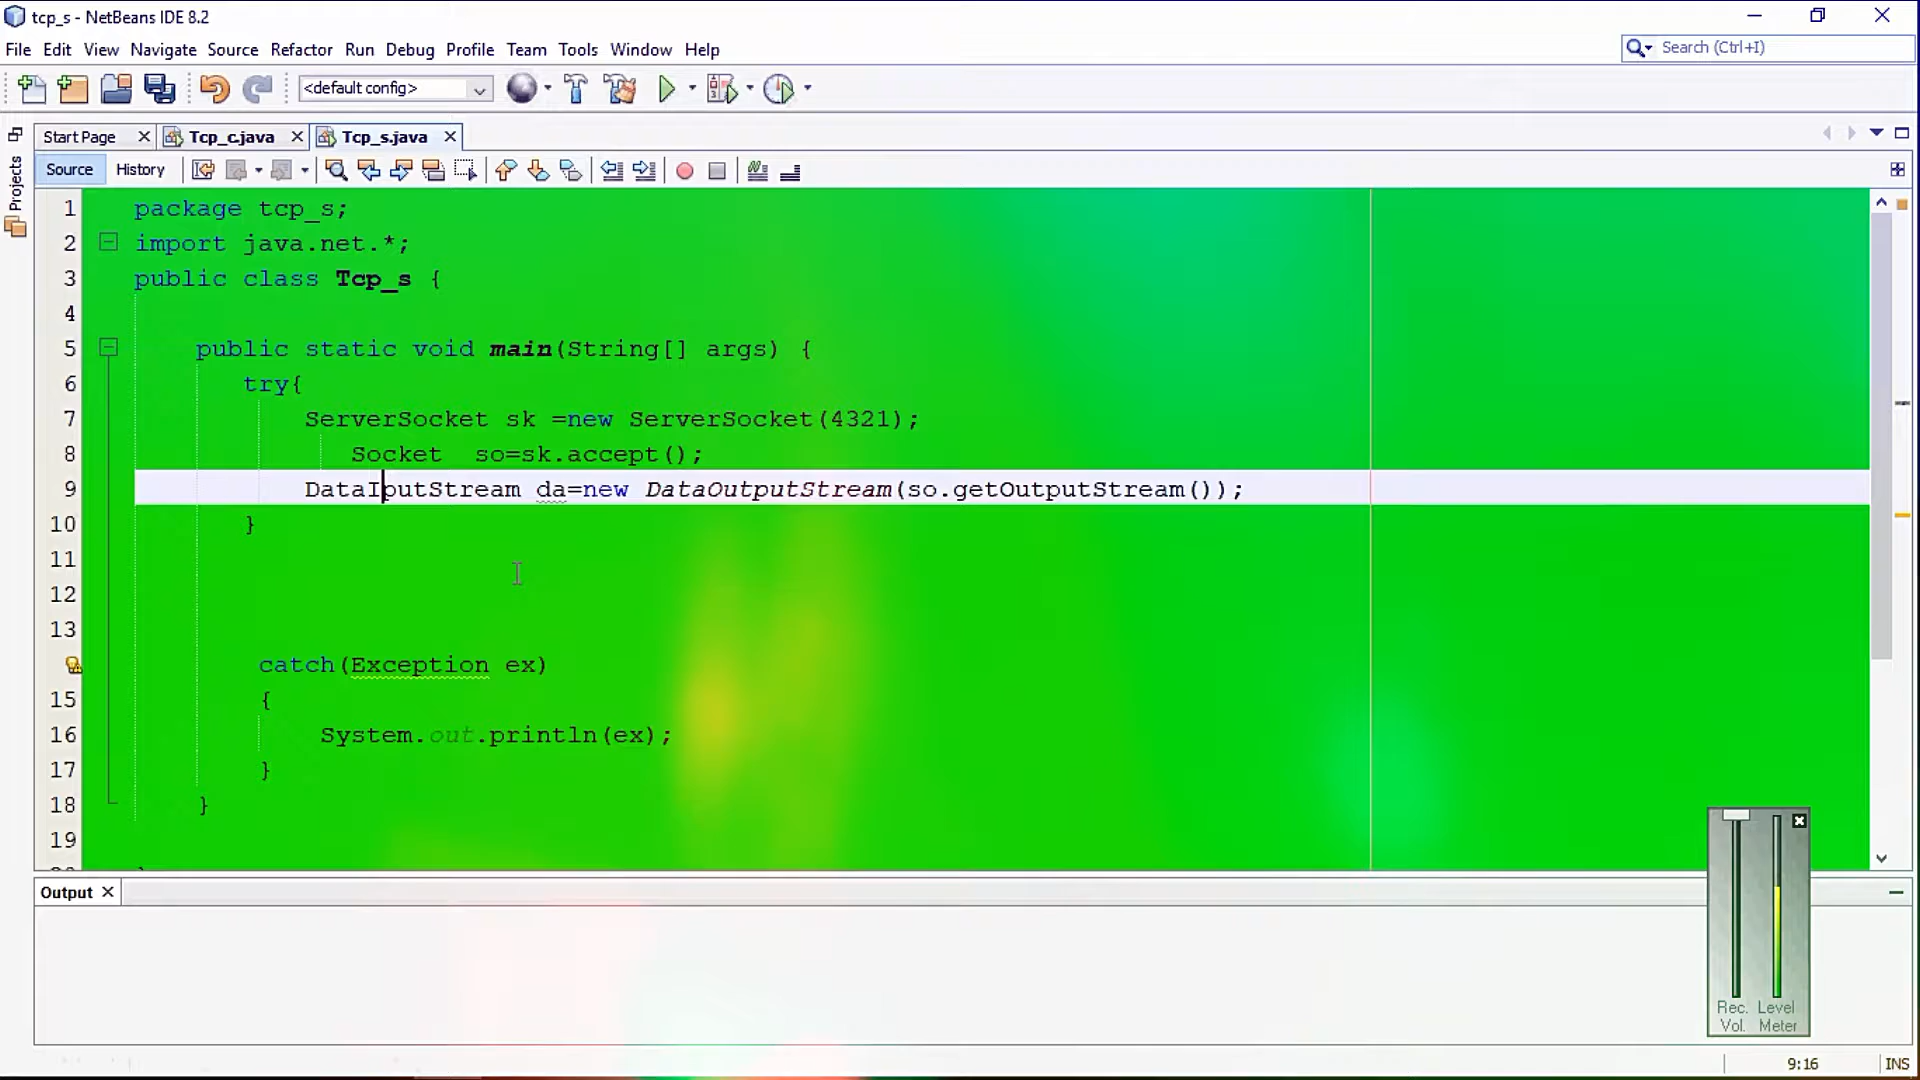 tcp_s - NetBeans IDE 8.2
File Edit View Navigate Source Refactor Run Debug Profile Team Tools Window Help
Search (Ctrl+I)
<default config>
Start Page Tcp_c.java Tcp_s.java
Source History
Projects
1 package tcp_s;
2 import java.net.*;
3 public class Tcp_s {
4
5 public static void main(String[] args) {
6 try{
7 ServerSocket sk =new ServerSocket(4321);
8 Socket so=sk.accept();
9 DataIputStream da=new DataOutputStream(so.getOutputStream());
10 }
11
12
13
catch(Exception ex)
15 {
16 System.out.println(ex);
17 }
18 }
19
Output
Rec. Level
Vol. Meter
9:16 INS